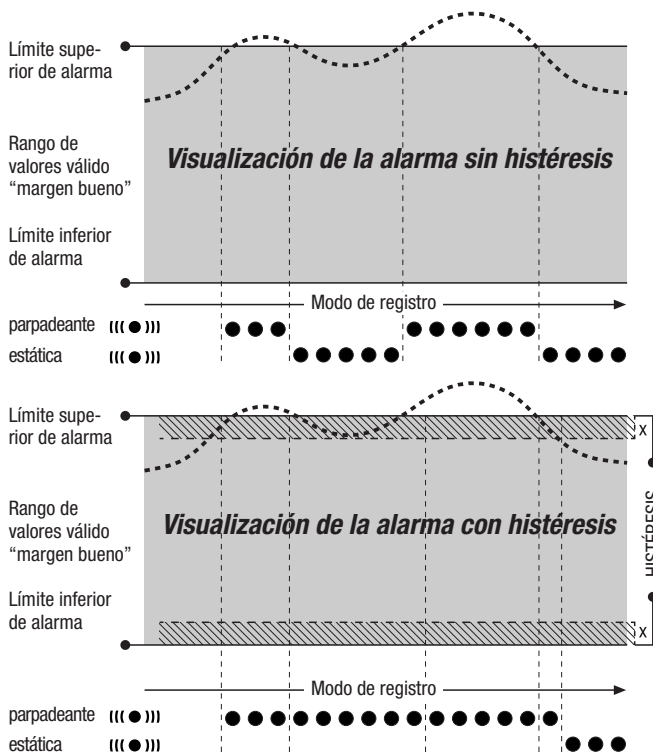 Límite supe-
rior de alarma
Rango de
valores válido
“margen bueno”
Visualización de la alarma sin histéresis
Límite inferior
de alarma
Modo de registro
parpadeante
estática
Límite supe-
rior de alarma
X
Rango de
valores válido
“margen bueno”
Visualización de la alarma con histéresis
HISTÉRESIS
Límite inferior
de alarma
X
Modo de registro
parpadeante
estática